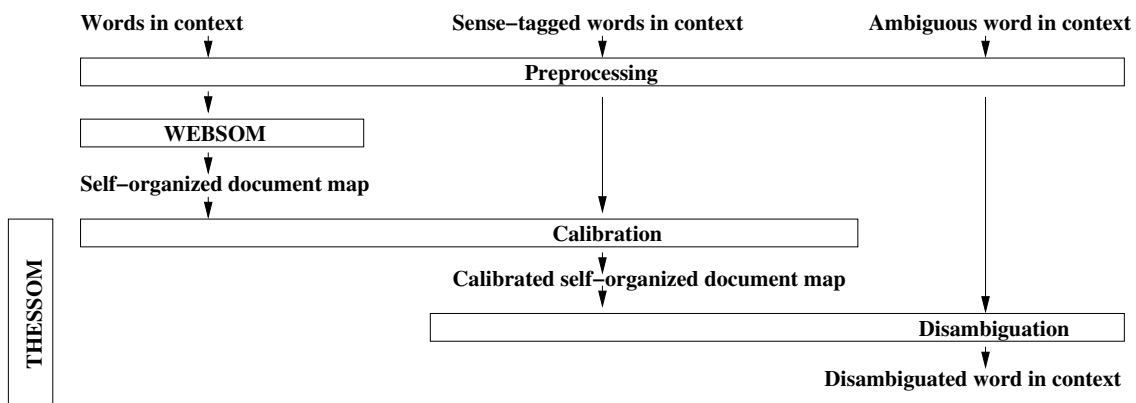 Words in context
Sense−tagged words in context
Ambiguous word in context
Preprocessing
WEBSOM
Self−organized document map
Calibration
THESSOM
Calibrated self−organized document map
Disambiguation
Disambiguated word in context